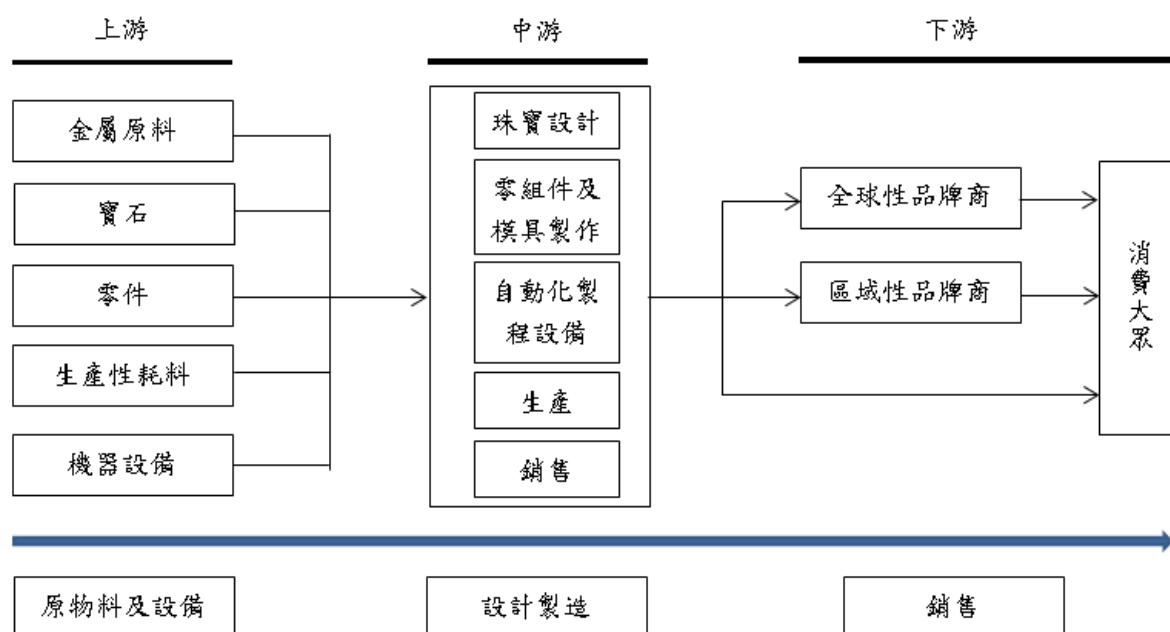 上游
中游
下游
金屬原料
寶石
零件
生產性耗料
機器設備
珠寶設計
零組件及
模具製作
自動化製
程設備
生產
銷售
全球性品牌商
區域性品牌商
消費大眾
原物料及設備
設計製造
銷售